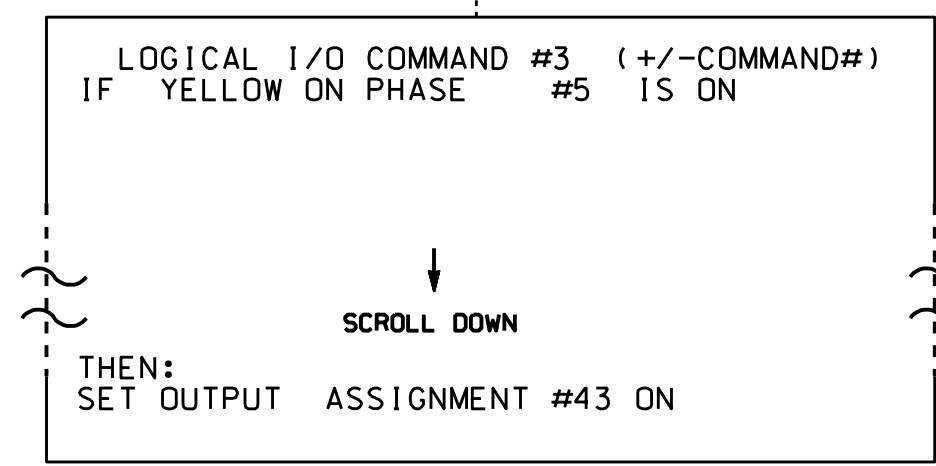 LOGICAL I/O COMMAND #3 (+/-COMMAND#)
IF YELLOW ON PHASE #5 IS ON
SCROLL DOWN
THEN:
SET OUTPUT ASSIGNMENT #43 ON